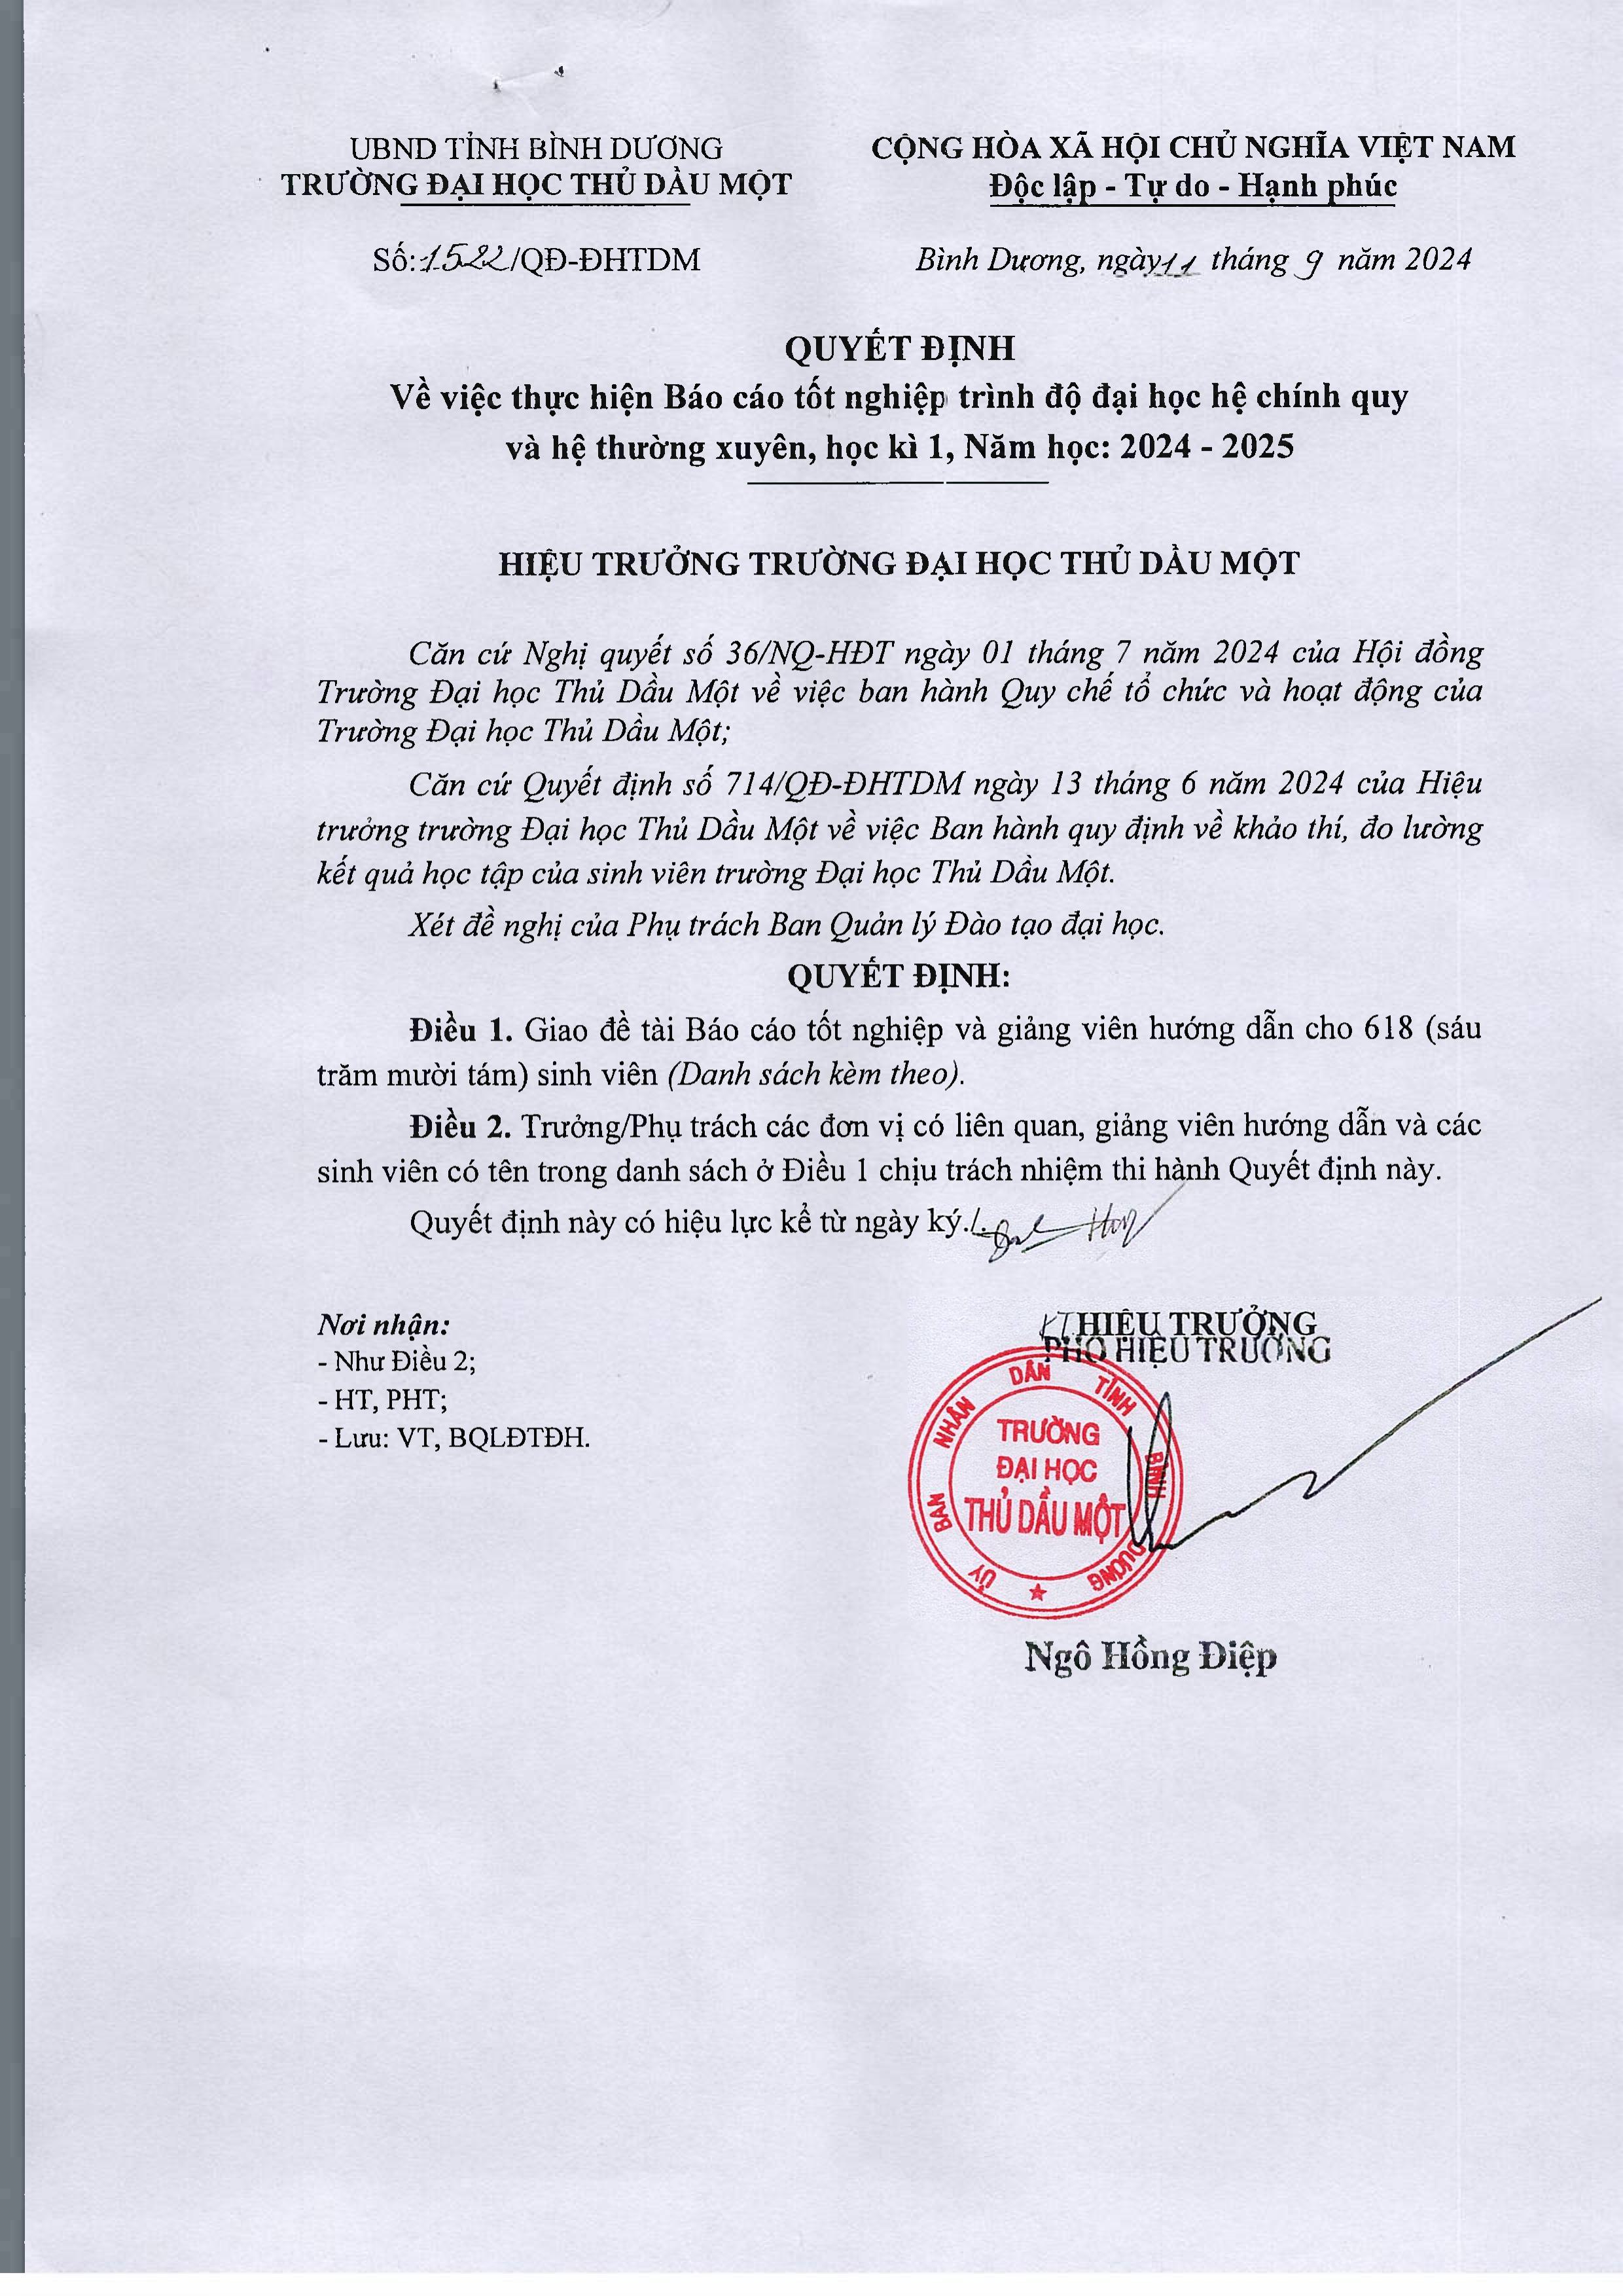 UBND TỈNH BÌNH DƯƠNG
TRƯỜNG ĐẠI HỌC THỦ DẦU MỘT
CỘNG HÒA XÃ HỘI CHỦ NGHĨA VIỆT NAM
Độc lập - Tự do - Hạnh phúc
Số: 1522/QĐ-ĐHTDM
Bình Dương, ngày 11 tháng 9 năm 2024
QUYẾT ĐỊNH
Về việc thực hiện Báo cáo tốt nghiệp trình độ đại học hệ chính quy
và hệ thường xuyên, học kì 1, Năm học: 2024 - 2025
HIỆU TRƯỞNG TRƯỜNG ĐẠI HỌC THỦ DẦU MỘT
Căn cứ Nghị quyết số 36/NQ-HĐT ngày 01 tháng 7 năm 2024 của Hội đồng
Trường Đại học Thủ Dầu Một về việc ban hành Quy chế tổ chức và hoạt động của
Trường Đại học Thủ Dầu Một;
Căn cứ Quyết định số 714/QĐ-ĐHTDM ngày 13 tháng 6 năm 2024 của Hiệu
trưởng trường Đại học Thủ Dầu Một về việc Ban hành quy định về khảo thí, đo lường
kết quả học tập của sinh viên trường Đại học Thủ Dầu Một.
Xét đề nghị của Phụ trách Ban Quản lý Đào tạo đại học.
QUYẾT ĐỊNH:
Điều 1. Giao đề tài Báo cáo tốt nghiệp và giảng viên hướng dẫn cho 618 (sáu
trăm mười tám) sinh viên (Danh sách kèm theo).
Điều 2. Trưởng/Phụ trách các đơn vị có liên quan, giảng viên hướng dẫn và các
sinh viên có tên trong danh sách ở Điều 1 chịu trách nhiệm thi hành Quyết định này.
Quyết định này có hiệu lực kể từ ngày ký./.
Nơi nhận:
- Như Điều 2;
- HT, PHT;
- Lưu: VT, BQLĐTĐH.
KT HIỆU TRƯỞNG
PHÓ HIỆU TRƯỞNG
ỦY BAN NHÂN DÂN TỈNH BÌNH DƯƠNG
TRƯỜNG
ĐẠI HỌC
THỦ DẦU MỘT
Ngô Hồng Điệp